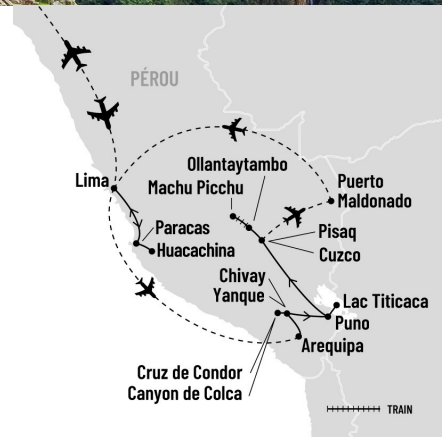 PÉROU
Lima
Ollantaytambo
Machu Picchu
Puerto
Maldonado
Paracas
Huacachina
Pisaq
Cuzco
Chivay
Yanque
Lac Titicaca
Puno
Arequipa
Cruz de Condor
Canyon de Colca
TRAIN